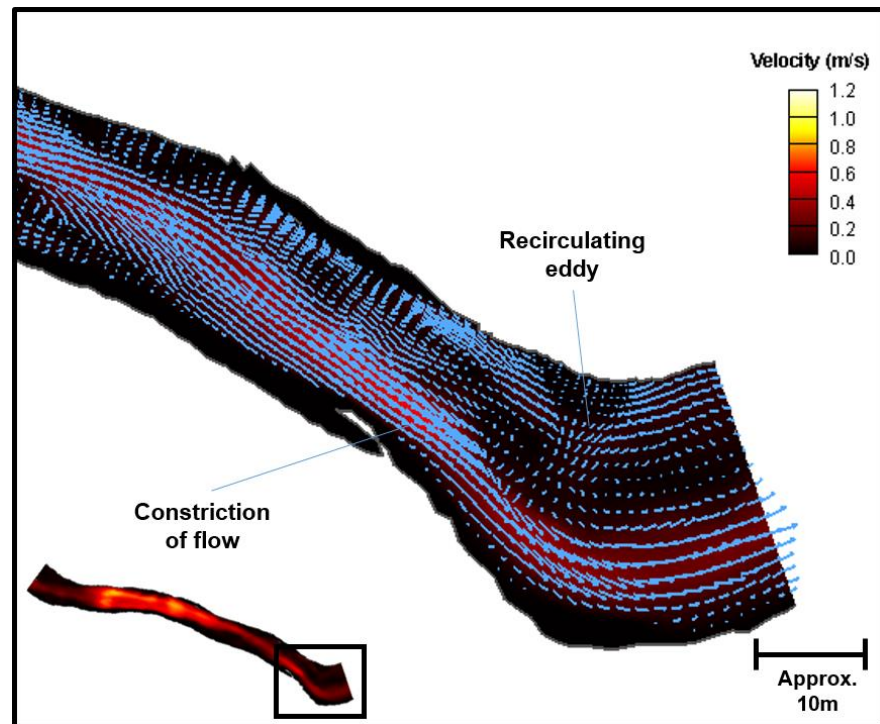 Velocity (m/s)
1.2
1.0
0.8
0.6
0.4
0.2
0.0
Recirculating
eddy
Constriction
of flow
Approx.
10m